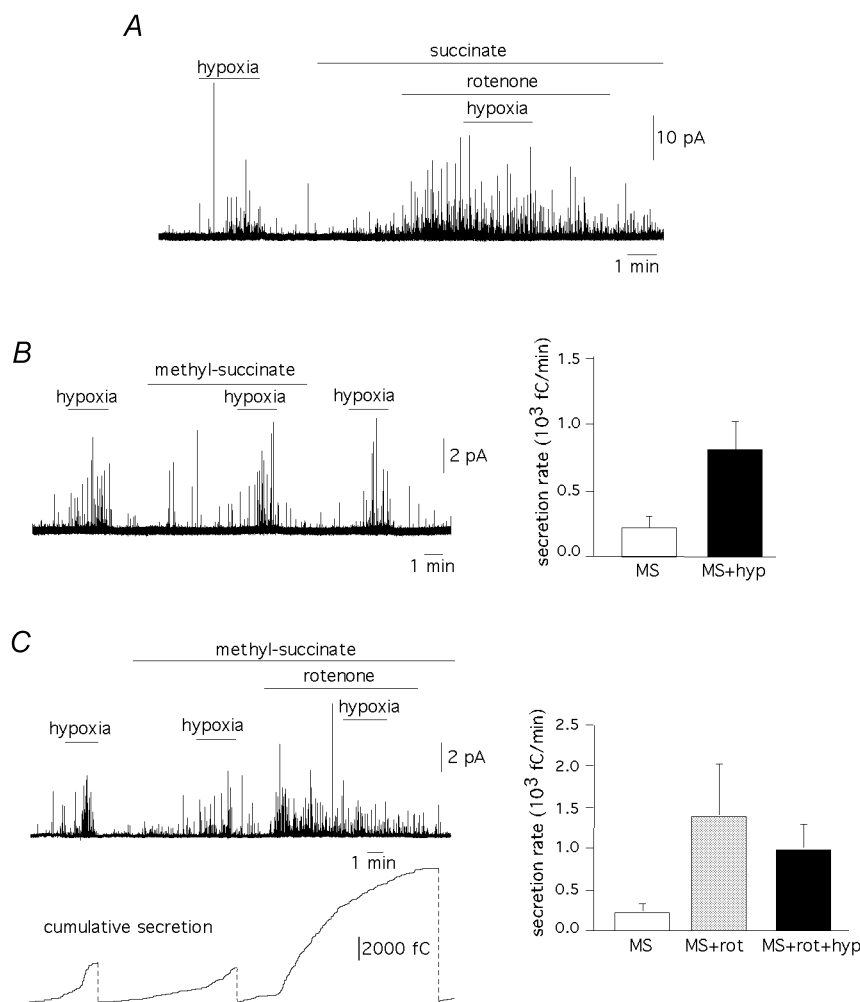 A
succinate
hypoxia
rotenone
hypoxia
10 pA
1 min
B
methyl-succinate
hypoxia
hypoxia
hypoxia
2 pA
1 min
secretion rate (10³ fC/min)
1.5
1.0
0.5
0.0
MS
MS+hyp
C
methyl-succinate
rotenone
hypoxia
hypoxia
hypoxia
2 pA
1 min
cumulative secretion
2000 fC
secretion rate (10³ fC/min)
2.5
2.0
1.5
1.0
0.5
0.0
MS
MS+rot
MS+rot+hyp